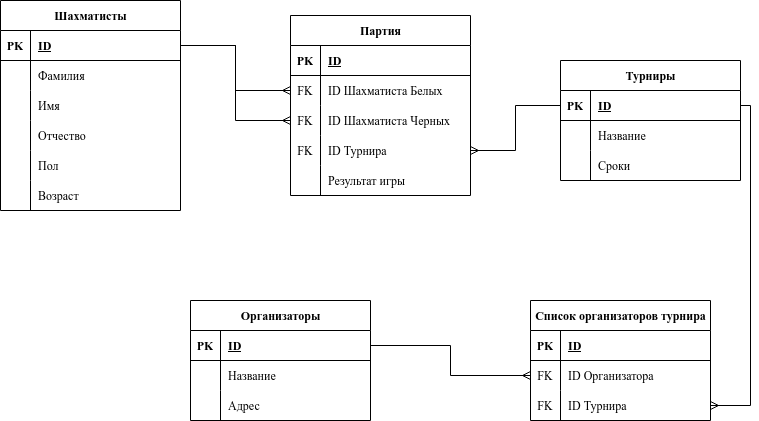 Шахматисты
PK ID
Фамилия
Имя
Отчество
Пол
Возраст
Партия
PK ID
FK ID Шахматиста Белых
FK ID Шахматиста Черных
FK ID Турнира
Результат игры
Турниры
PK ID
Название
Сроки
Организаторы
PK ID
Название
Адрес
Список организаторов турнира
PK ID
FK ID Организатора
FK ID Турнира